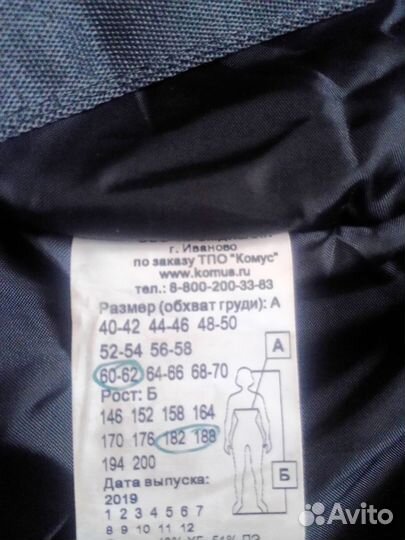 г. Иваново
по заказу ТПО "Комус"
www.komus.ru
тел.: 8-800-200-33-83
Размер (обхват груди): А
40-42 44-46 48-50
52-54 56-58
60-62 64-66 68-70
Рост: Б
146 152 158 164
170 176 182 188
194 200
Дата выпуска:
2019
1 2 3 4 5 6 7
8 9 10 11 12
А
Б
Avito